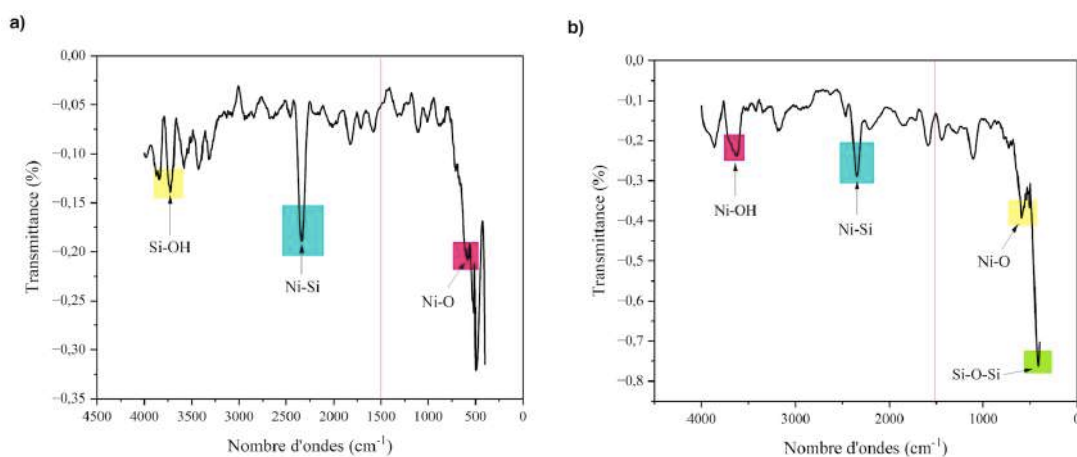 a)
0,00
−0,05
−0,10
−0,15
−0,20
−0,25
−0,30
−0,35
Transmittance (%)
Si-OH
Ni-Si
Ni-O
4500 4000 3500 3000 2500 2000 1500 1000 500 0
Nombre d'ondes (cm⁻¹)
b)
0,0
−0,1
−0,2
−0,3
−0,4
−0,5
−0,6
−0,7
−0,8
Transmittance (%)
Ni-OH
Ni-Si
Ni-O
Si-O-Si
4000 3000 2000 1000 0
Nombre d'ondes (cm⁻¹)